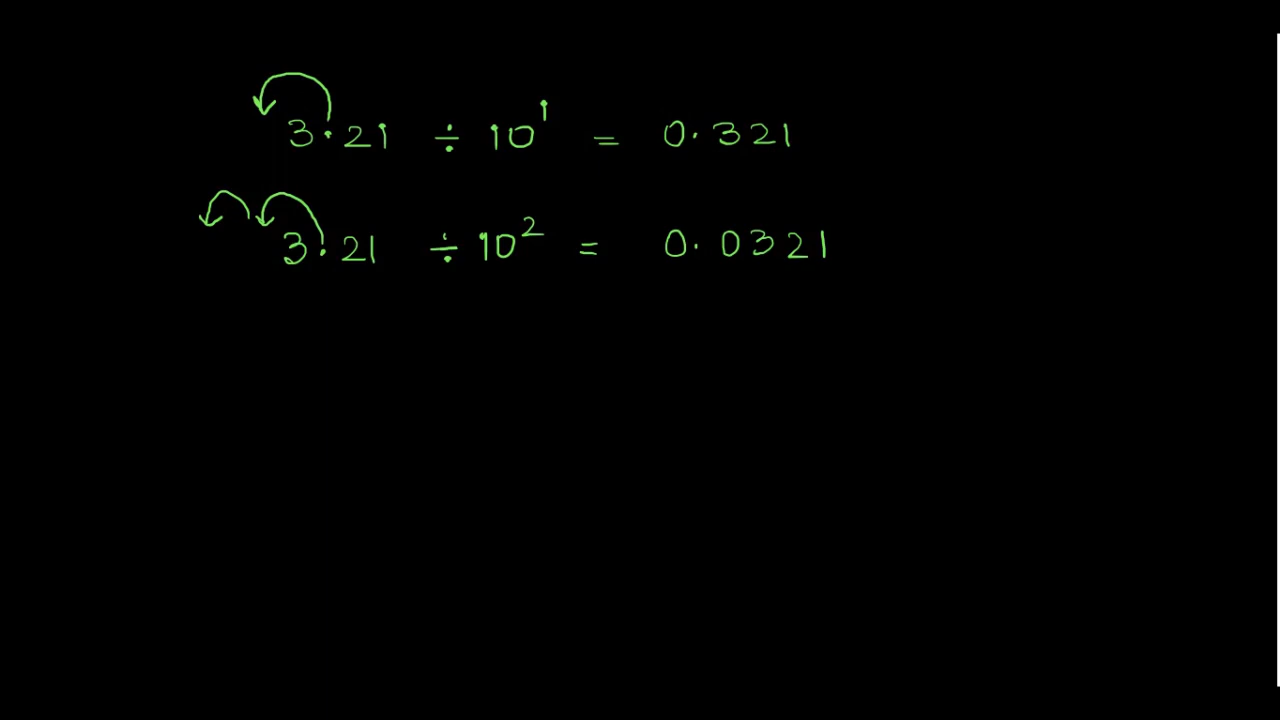 3.21 ÷ 10¹ = 0.321
3.21 ÷ 10² = 0.0321